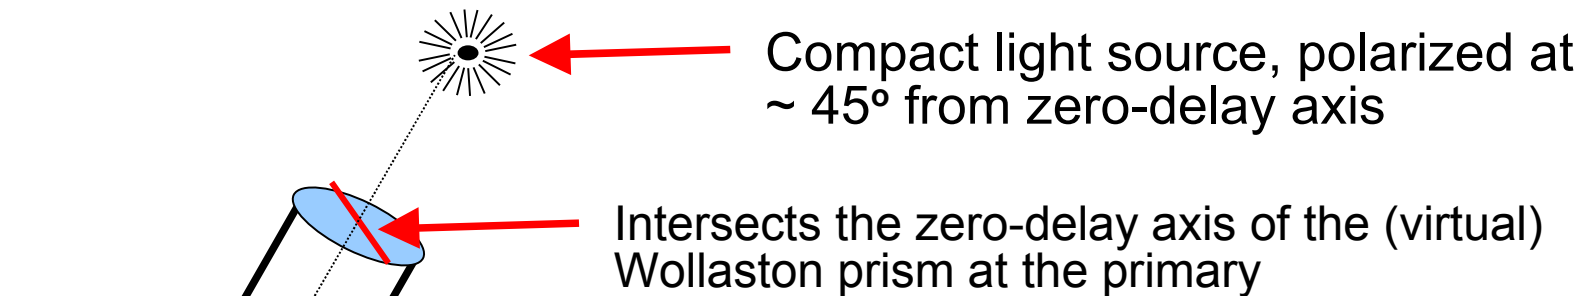 Compact light source, polarized at
~ 45º from zero-delay axis
Intersects the zero-delay axis of the (virtual)
Wollaston prism at the primary